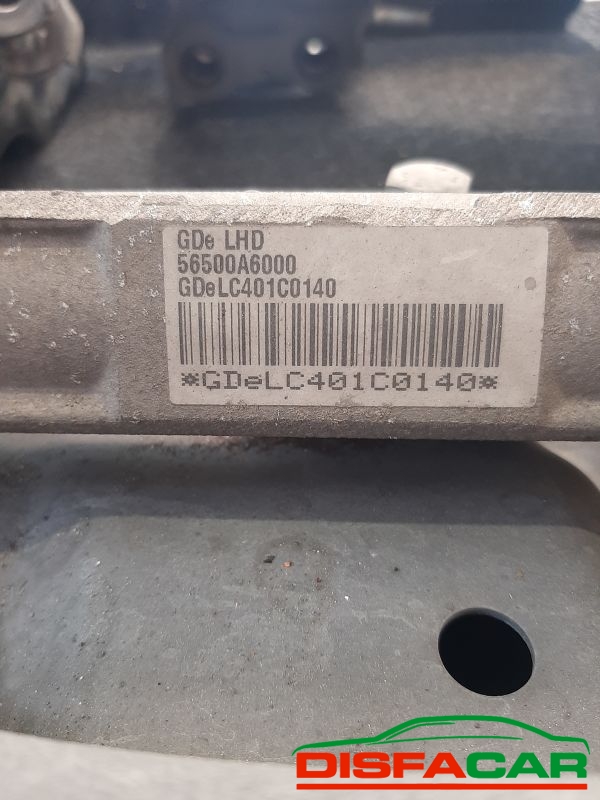 GDe LHD
56500A6000
GDeLC401C0140
*GDeLC401C0140*
DISFACAR